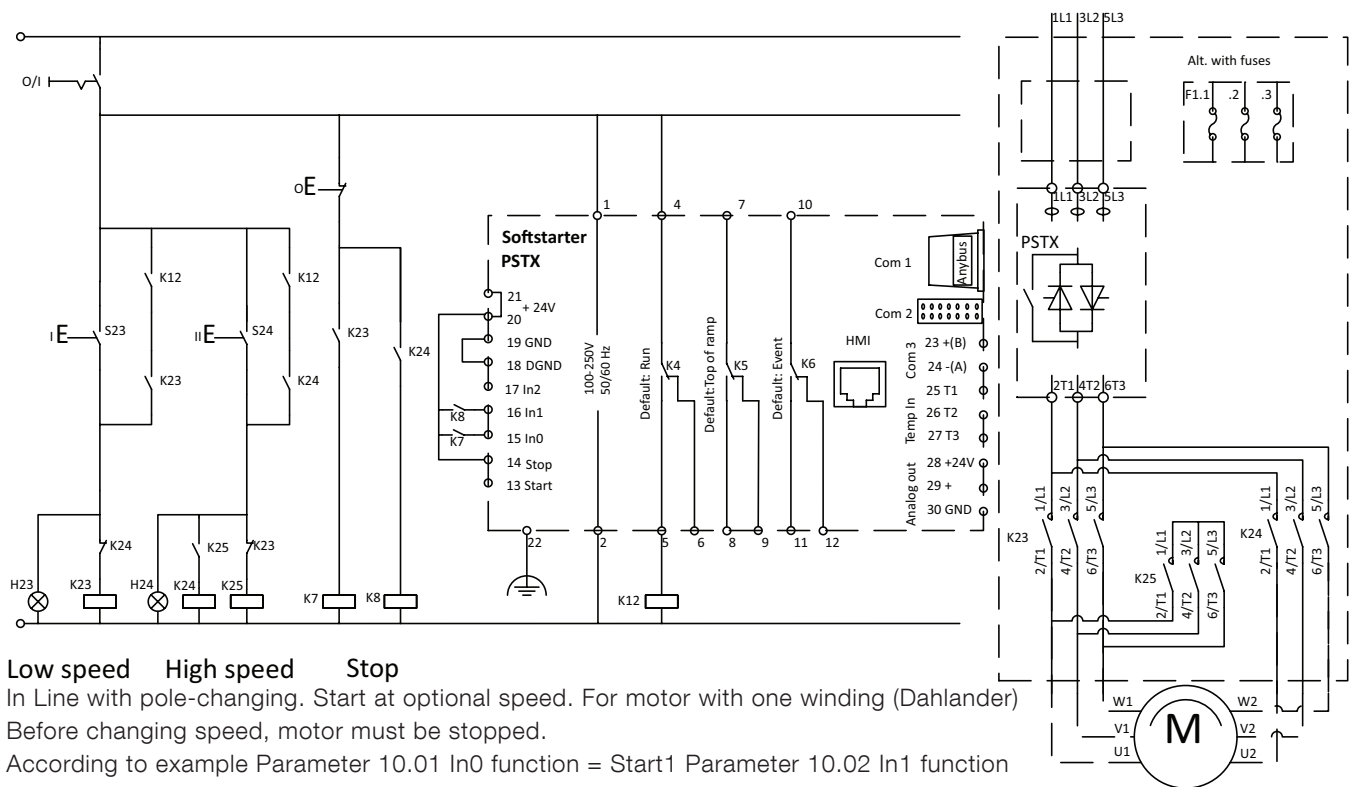 1L1 3L2 5L3
Alt. with fuses
F1.1 .2 .3
O/I
1L1 3L2 5L3
PSTX
O E
1 4 7 10
Softstarter
PSTX
21
+ 24V
20
19 GND
18 DGND
17 In2
16 In1
15 In0
14 Stop
13 Start
K8
K7
100-250V
50/60 Hz
Default: Run
K4
Default:Top of ramp
K5
Default: Event
K6
Com 1
Anybus
Com 2
HMI
Com 3
23 +(B)
24 -(A)
Temp In
25 T1
26 T2
27 T3
Analog out
28 +24V
29 +
30 GND
22 2 5 6 8 9 11 12
K12 K12
I E S23
II E S24
K23 K24
K23 K24
K24 K25 K23
H23 K23 H24 K24 K25 K7 K8 K12
2T1 4T2 6T3
K23
1/L1 3/L2 5/L3
2/T1 4/T2 6/T3
K25
1/L1 3/L2 5/L3
2/T1 4/T2 6/T3
K24
1/L1 3/L2 5/L3
2/T1 4/T2 6/T3
W1 W2
V1 M V2
U1 U2
Low speed High speed Stop
In Line with pole-changing. Start at optional speed. For motor with one winding (Dahlander)
Before changing speed, motor must be stopped.
According to example Parameter 10.01 In0 function = Start1 Parameter 10.02 In1 function